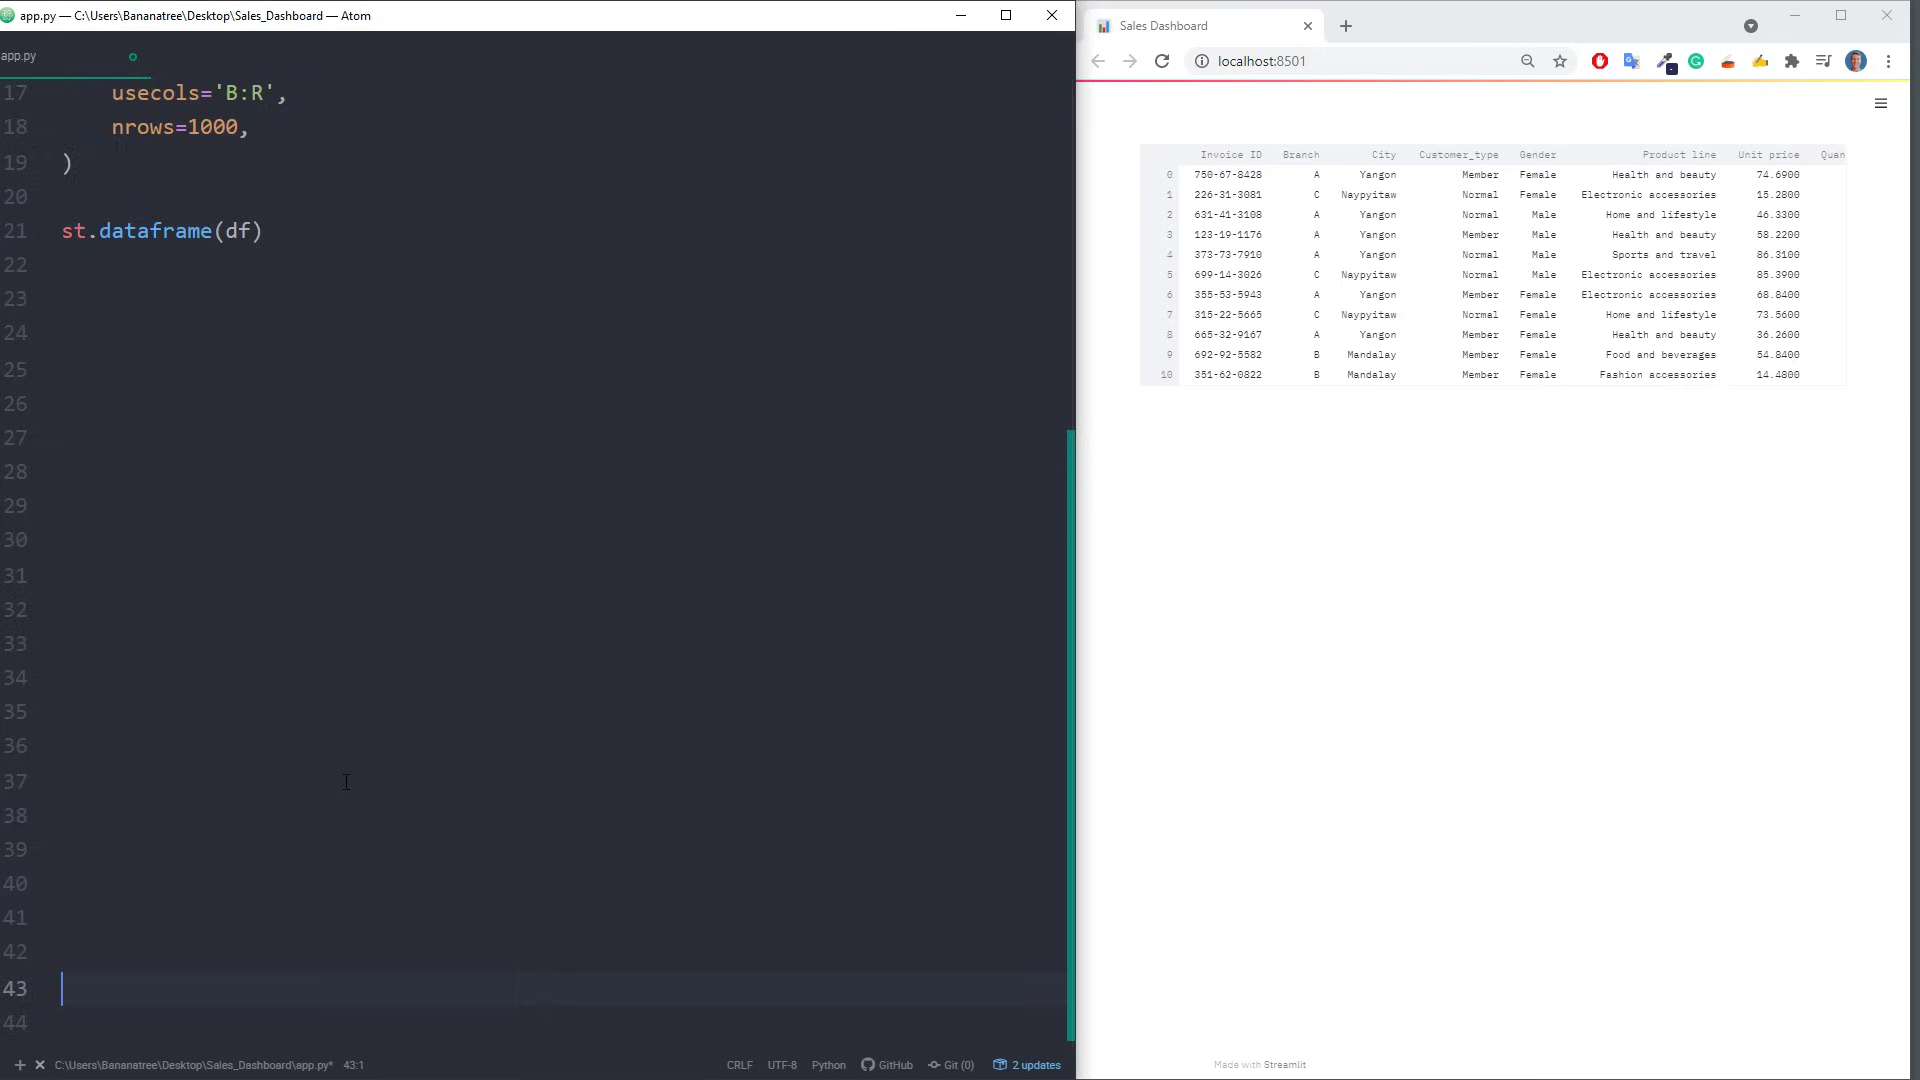 app.py — C:\Users\Bananatree\Desktop\Sales_Dashboard — Atom
app.py
17 usecols='B:R',
18 nrows=1000,
19 )
20
21 st.dataframe(df)
22
23
24
25
26
27
28
29
30
31
32
33
34
35
36
37
38
39
40
41
42
43
44
C:\Users\Bananatree\Desktop\Sales_Dashboard\app.py* 43:1 CRLF UTF-8 Python GitHub Git (0) 2 updates
Sales Dashboard
localhost:8501
Invoice ID Branch City Customer_type Gender Product line Unit price Quan
0 750-67-8428 A Yangon Member Female Health and beauty 74.6900
1 226-31-3081 C Naypyitaw Normal Female Electronic accessories 15.2800
2 631-41-3108 A Yangon Normal Male Home and lifestyle 46.3300
3 123-19-1176 A Yangon Member Male Health and beauty 58.2200
4 373-73-7910 A Yangon Normal Male Sports and travel 86.3100
5 699-14-3026 C Naypyitaw Normal Male Electronic accessories 85.3900
6 355-53-5943 A Yangon Member Female Electronic accessories 68.8400
7 315-22-5665 C Naypyitaw Normal Female Home and lifestyle 73.5600
8 665-32-9167 A Yangon Member Female Health and beauty 36.2600
9 692-92-5582 B Mandalay Member Female Food and beverages 54.8400
10 351-62-0822 B Mandalay Member Female Fashion accessories 14.4800
Made with Streamlit